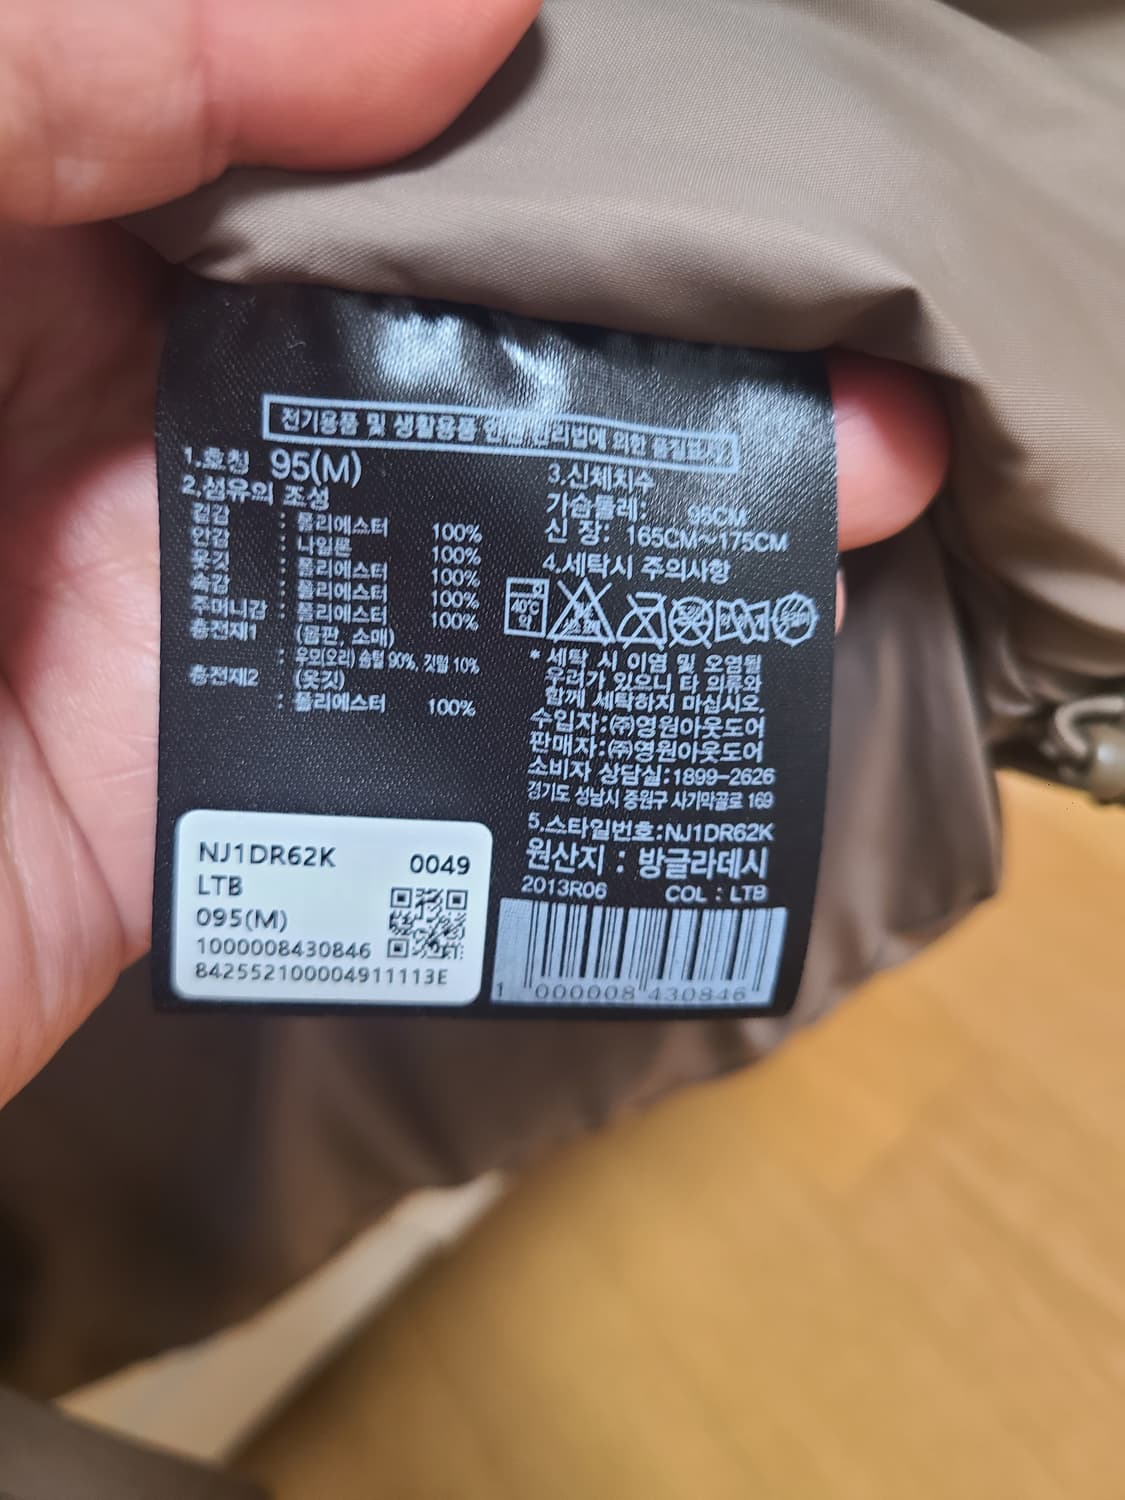 전기용품 및 생활용품 안전관리법에 의한 품질표시
1.호칭 95(M)
2.섬유의 조성
겉감 : 폴리에스터 100%
안감 : 나일론 100%
옷깃 : 폴리에스터 100%
속감 : 폴리에스터 100%
주머니감 : 폴리에스터 100%
충전재1 (몸판, 소매)
: 우모(오리) 솜털 90%, 깃털 10%
충전재2 (옷깃)
: 폴리에스터 100%
3.신체치수
가슴둘레: 95CM
신 장: 165CM~175CM
4.세탁시 주의사항
40℃
약
* 세탁 시 이염 및 오염될
우려가 있으니 타 의류와
함께 세탁하지 마십시오.
수입자:㈜영원아웃도어
판매자:㈜영원아웃도어
소비자 상담실:1899-2626
경기도 성남시 중원구 사기막골로 169
5.스타일번호:NJ1DR62K
원산지 : 방글라데시
2013R06 COL : LTB
1 000008 430846
NJ1DR62K 0049
LTB
095(M)
1000008430846
842552100004911113E